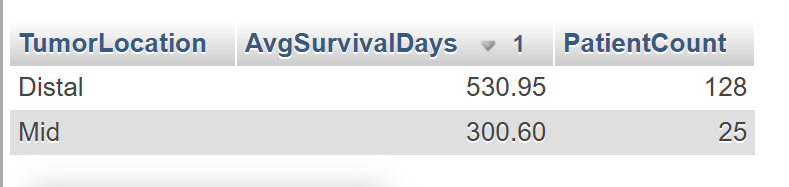 TumorLocation AvgSurvivalDays 1 PatientCount
Distal 530.95 128
Mid 300.60 25